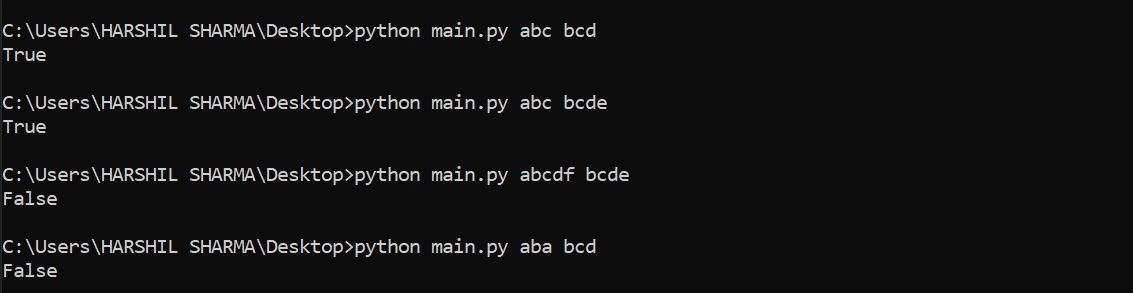 C:\Users\HARSHIL SHARMA\Desktop>python main.py abc bcd
True
C:\Users\HARSHIL SHARMA\Desktop>python main.py abc bcde
True
C:\Users\HARSHIL SHARMA\Desktop>python main.py abcdf bcde
False
C:\Users\HARSHIL SHARMA\Desktop>python main.py aba bcd
False